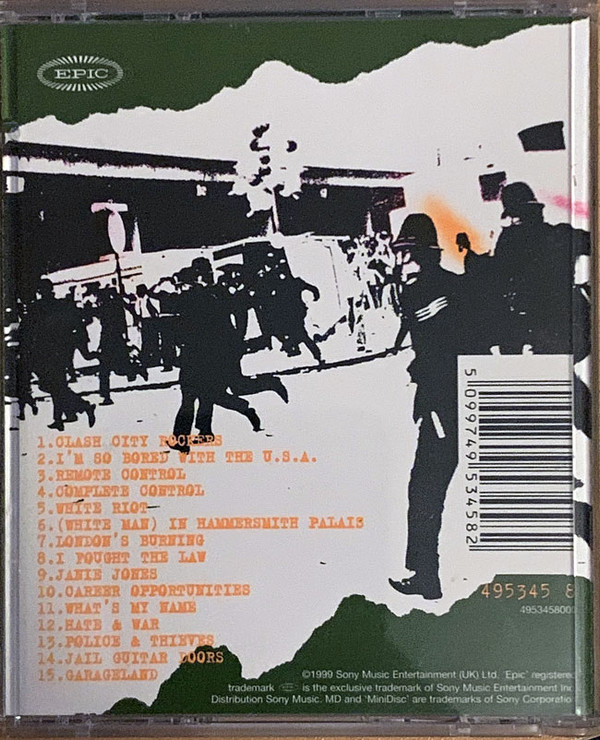 EPIC
1.CLASH CITY ROCKERS
2.I'M SO BORED WITH THE U.S.A.
3.REMOTE CONTROL
4.COMPLETE CONTROL
5.WHITE RIOT
6.(WHITE MAN) IN HAMMERSMITH PALAIS
7.LONDON'S BURNING
8.I FOUGHT THE LAW
9.JANIE JONES
10.CAREER OPPORTUNITIES
11.WHAT'S MY NAME
12.HATE & WAR
13.POLICE & THIEVES
14.JAIL GUITAR DOORS
15.GARAGELAND
5 099749 534582
495345 8
4953458000
©1999 Sony Music Entertainment (UK) Ltd. 'Epic' registered
trademark EPIC is the exclusive trademark of Sony Music Entertainment Inc.
Distribution Sony Music. MD and 'MiniDisc' are trademarks of Sony Corporation